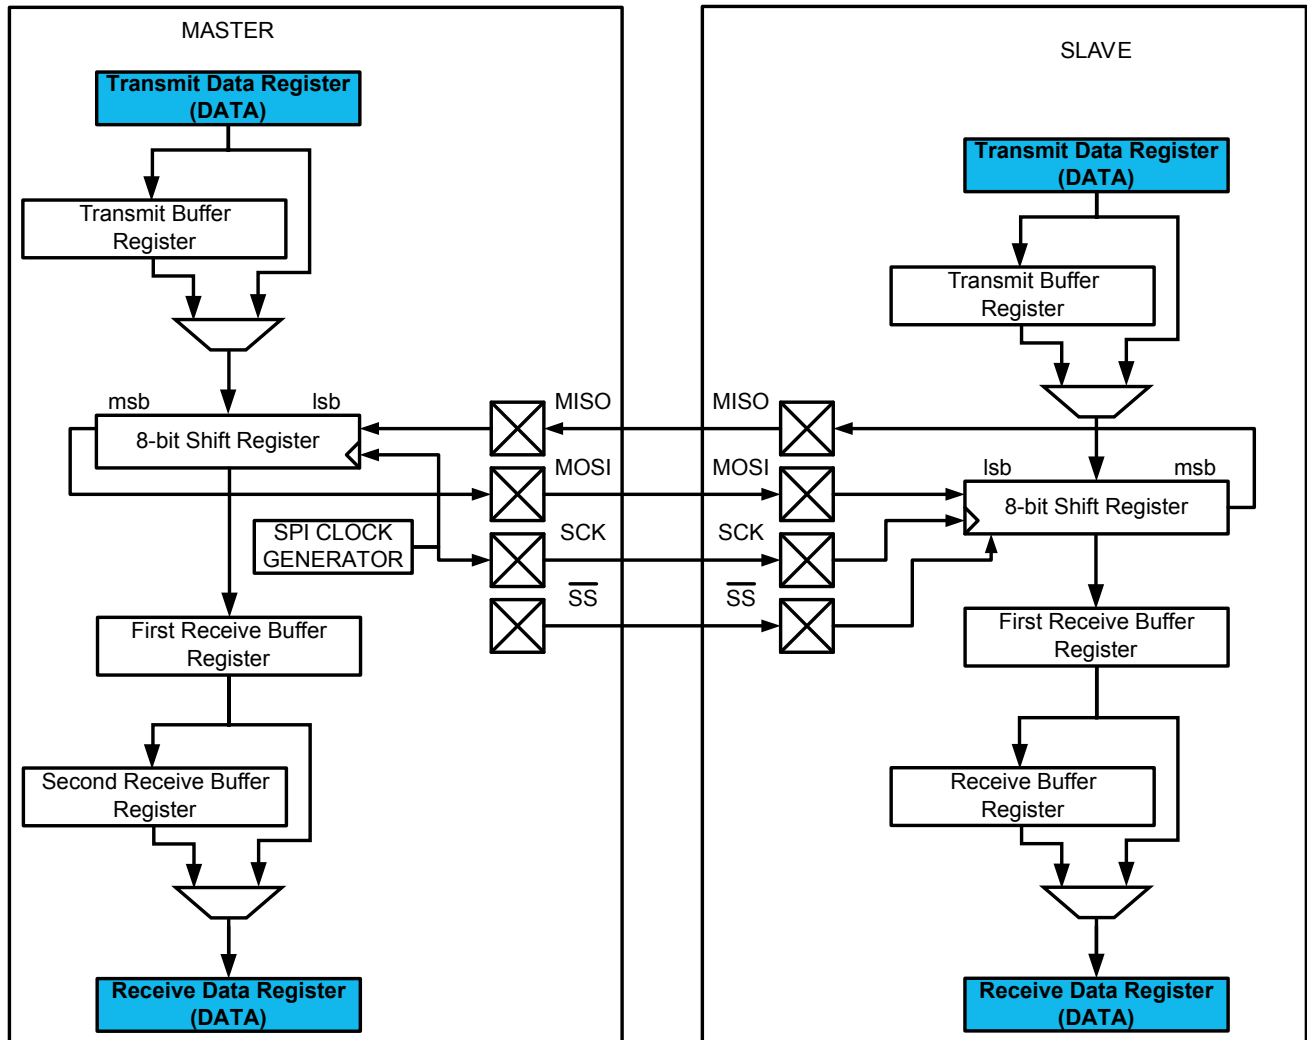 MASTER
Transmit Data Register
(DATA)
Transmit Buffer
Register
msb
lsb
8-bit Shift Register
SPI CLOCK
GENERATOR
First Receive Buffer
Register
Second Receive Buffer
Register
Receive Data Register
(DATA)
MISO
MOSI
SCK
SS
MISO
MOSI
SCK
SS
SLAVE
Transmit Data Register
(DATA)
Transmit Buffer
Register
lsb
msb
8-bit Shift Register
First Receive Buffer
Register
Receive Buffer
Register
Receive Data Register
(DATA)